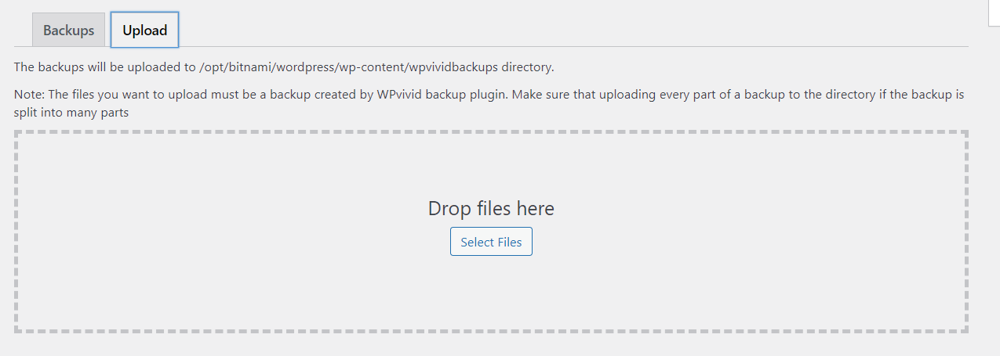 Backups Upload
The backups will be uploaded to /opt/bitnami/wordpress/wp-content/wpvividbackups directory.
Note: The files you want to upload must be a backup created by WPvivid backup plugin. Make sure that uploading every part of a backup to the directory if the backup is
split into many parts
Drop files here
Select Files